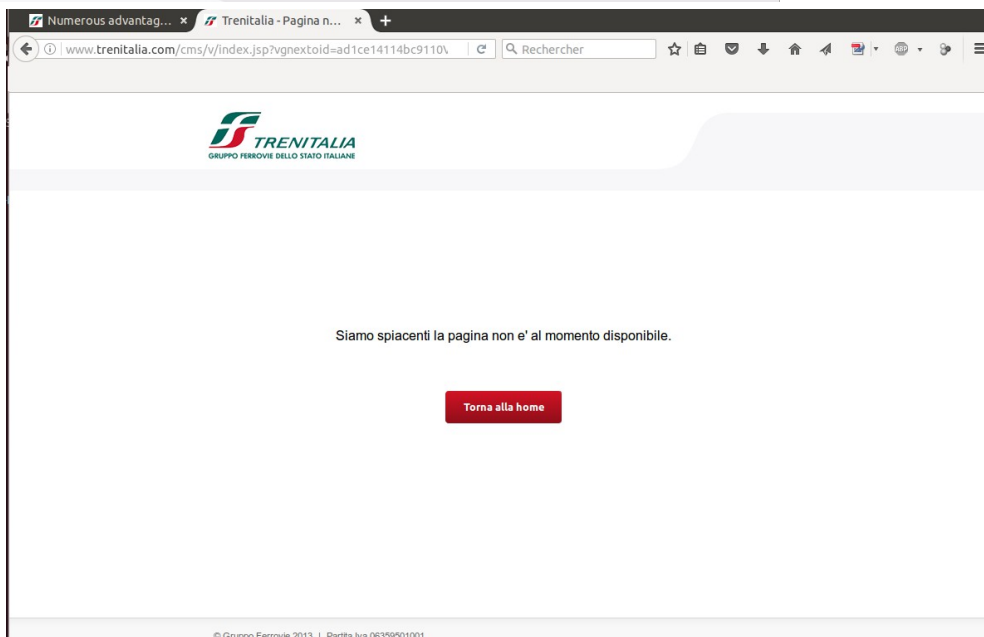 Numerous advantag... × Trenitalia - Pagina n... × +
www.trenitalia.com/cms/v/index.jsp?vgnextoid=ad1ce14114bc9110\ Rechercher ABP
TRENITALIA
GRUPPO FERROVIE DELLO STATO ITALIANE
Siamo spiacenti la pagina non e' al momento disponibile.
Torna alla home
© Gruppo Ferrovie 2013 | Partita Iva 06359501001